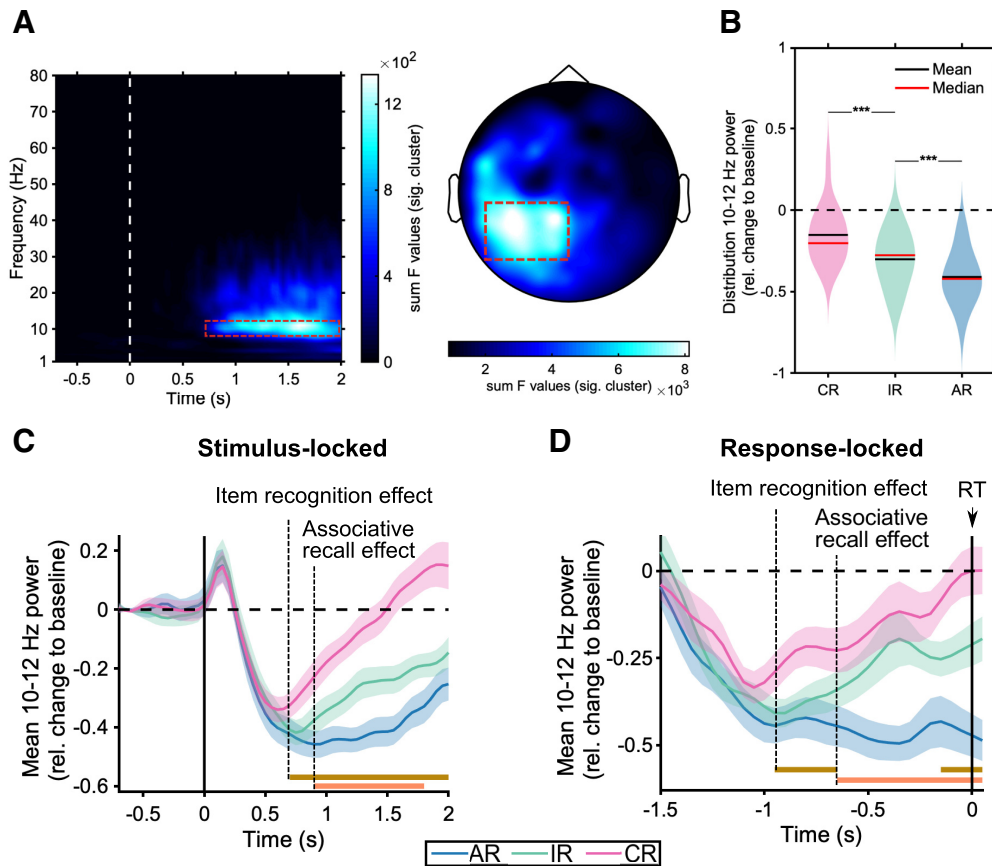 A
×10²
80
70
60
50
40
30
20
10
1
Frequency (Hz)
-0.5
0
0.5
1
1.5
2
Time (s)
12
8
4
0
sum F values (sig. cluster)
2
4
6
8
sum F values (sig. cluster) ×10³
B
1
0.5
0
-0.5
-1
Distribution 10-12 Hz power
(rel. change to baseline)
Mean
Median
***
***
CR
IR
AR
C
Stimulus-locked
Item recognition effect
Associative
recall effect
0.2
0
-0.2
-0.4
-0.6
Mean 10-12 Hz power
(rel. change to baseline)
-0.5
0
0.5
1
1.5
2
Time (s)
D
Response-locked
Item recognition effect
RT
Associative
recall effect
0
-0.25
-0.5
Mean 10-12 Hz power
(rel. change to baseline)
-1.5
-1
-0.5
0
Time (s)
AR
IR
CR